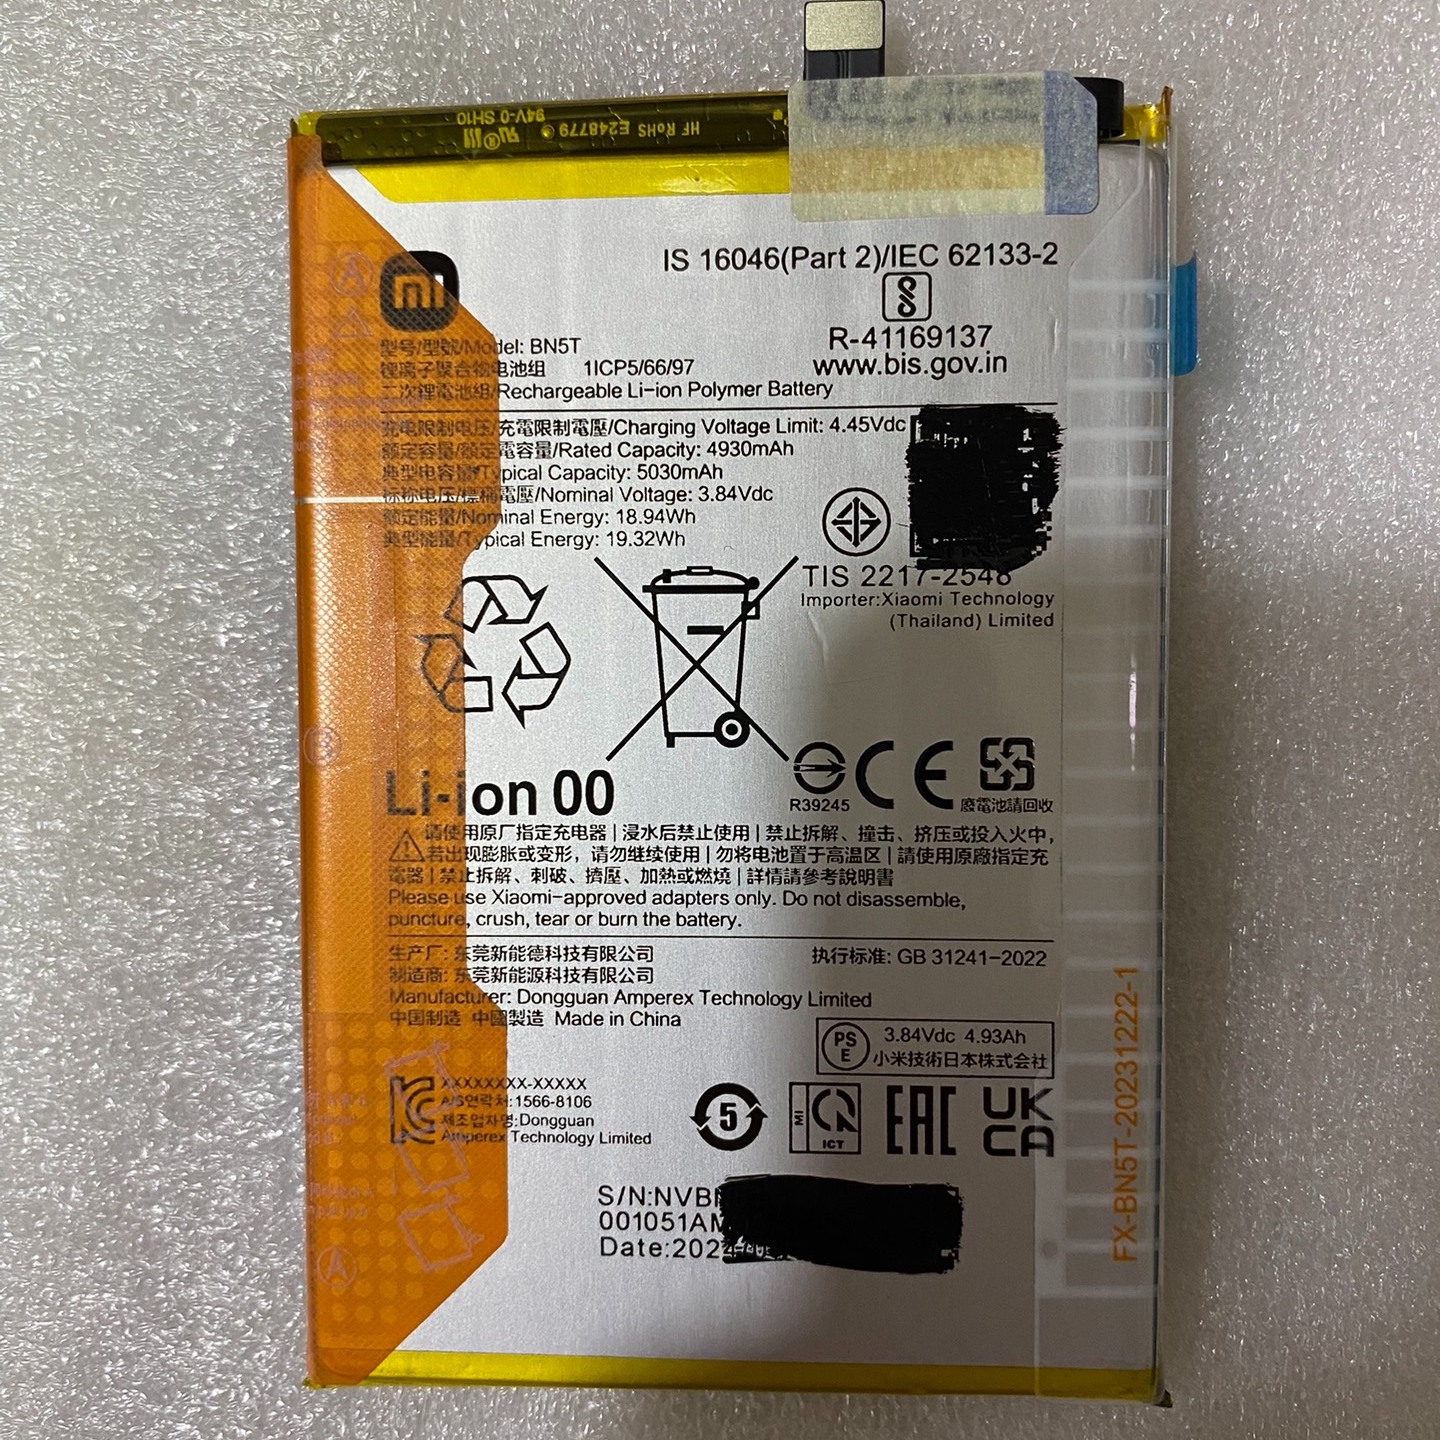 94V-0 SH10
HF RoHS E248779
IS 16046(Part 2)/IEC 62133-2
R-41169137
www.bis.gov.in
mi
型号/型號/Model: BN5T
锂离子聚合物电池组 1ICP5/66/97
二次鋰電池組/Rechargeable Li-ion Polymer Battery
充电限制电压/充電限制電壓/Charging Voltage Limit: 4.45Vdc
额定容量/額定電容量/Rated Capacity: 4930mAh
典型电容量/Typical Capacity: 5030mAh
标称电压/標稱電壓/Nominal Voltage: 3.84Vdc
额定能量/Nominal Energy: 18.94Wh
典型能量/Typical Energy: 19.32Wh
TIS 2217-2548
Importer:Xiaomi Technology
(Thailand) Limited
Li-ion 00
R39245
CE
廢電池請回收
请使用原厂指定充电器 | 浸水后禁止使用 | 禁止拆解、撞击、挤压或投入火中,
若出现膨胀或变形，请勿继续使用 | 勿将电池置于高温区 | 請使用原廠指定充
電器 | 禁止拆解、刺破、擠壓、加熱或燃燒 | 詳情請參考說明書
Please use Xiaomi-approved adapters only. Do not disassemble,
puncture, crush, tear or burn the battery.
生产厂: 东莞新能德科技有限公司
执行标准: GB 31241-2022
制造商: 东莞新能源科技有限公司
Manufacturer: Dongguan Amperex Technology Limited
中国制造 中國製造 Made in China
PS
E
3.84Vdc 4.93Ah
小米技術日本株式会社
XXXXXXXX-XXXXX
A/S연락처:1566-8106
제조업자명:Dongguan
Amperex Technology Limited
5
MI
ICT
EAC
UK
CA
S/N:NVB
001051A
Date:202
FX-BN5T-20231222-1